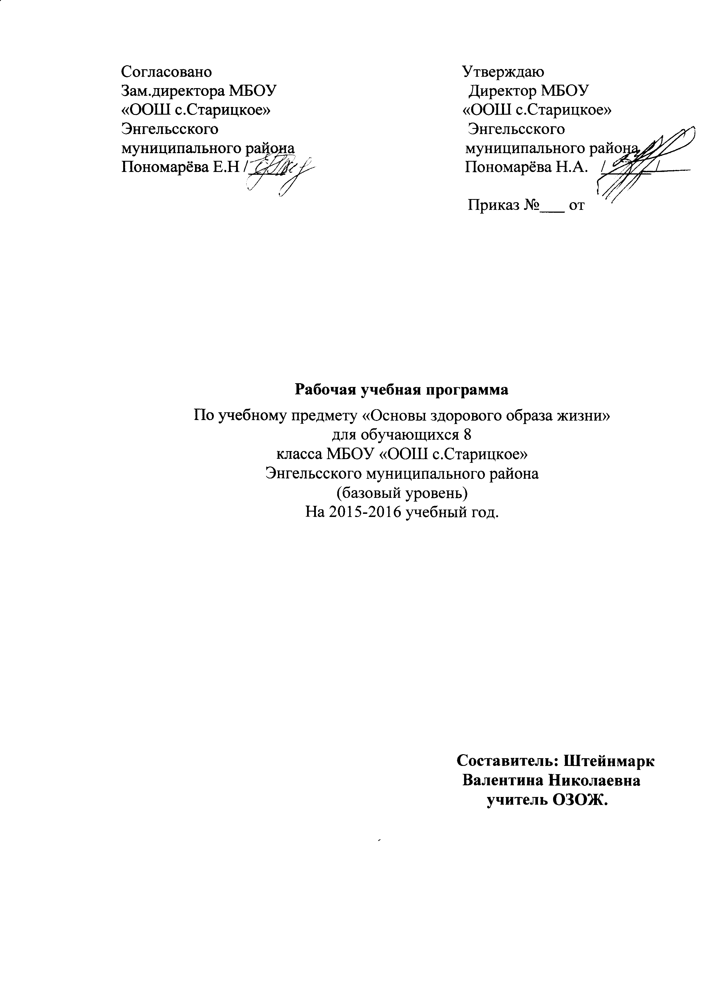 Согласовано
Зам.директора МБОУ
«ООШ с.Старицкое»
Энгельсского
муниципального района
Пономарёва Е.Н /
Утверждаю
Директор МБОУ
«ООШ с.Старицкое»
Энгельсского
муниципального района
Пономарёва Н.А. /______/
Приказ №___ от
Рабочая учебная программа
По учебному предмету «Основы здорового образа жизни»
для обучающихся 8
класса МБОУ «ООШ с.Старицкое»
Энгельсского муниципального района
(базовый уровень)
На 2015-2016 учебный год.
Составитель: Штейнмарк
Валентина Николаевна
учитель ОЗОЖ.